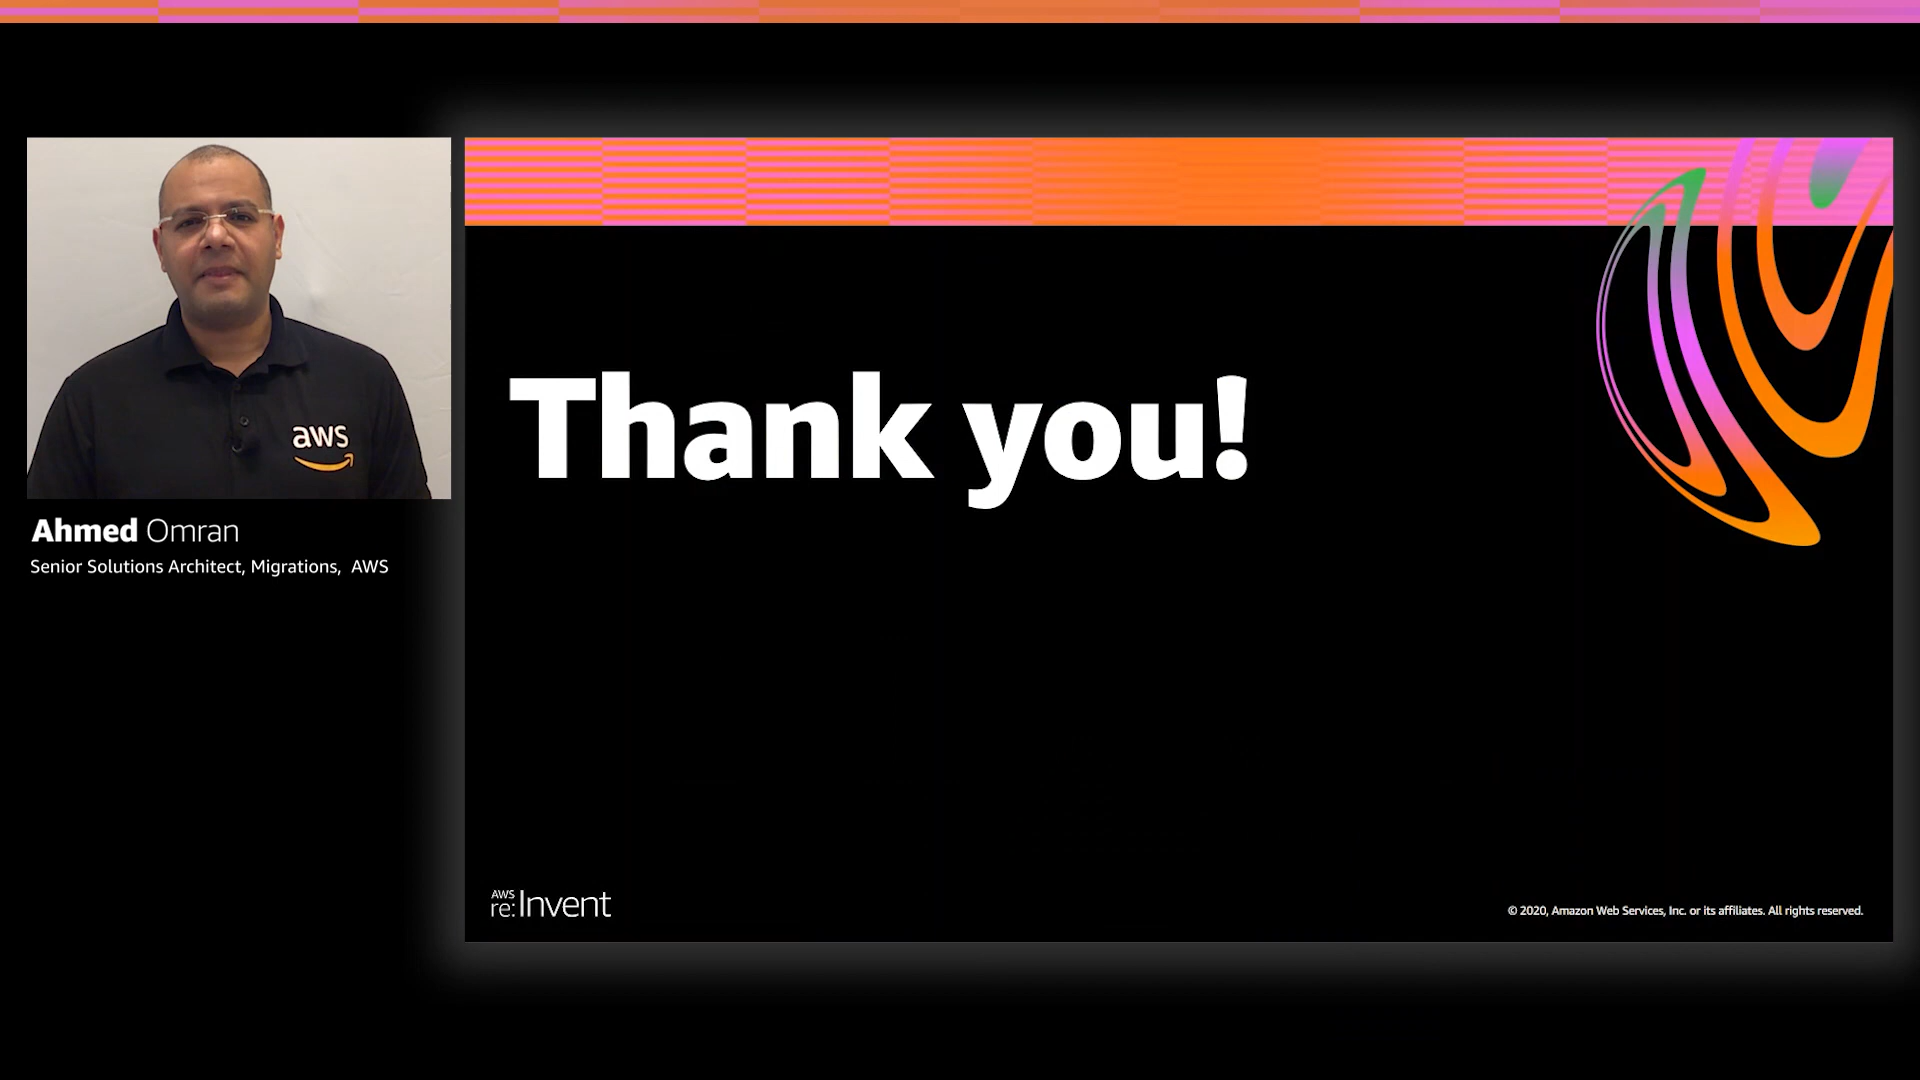 aws
Ahmed Omran
Senior Solutions Architect, Migrations, AWS
Thank you!
AWS
re:Invent
© 2020, Amazon Web Services, Inc. or its affiliates. All rights reserved.